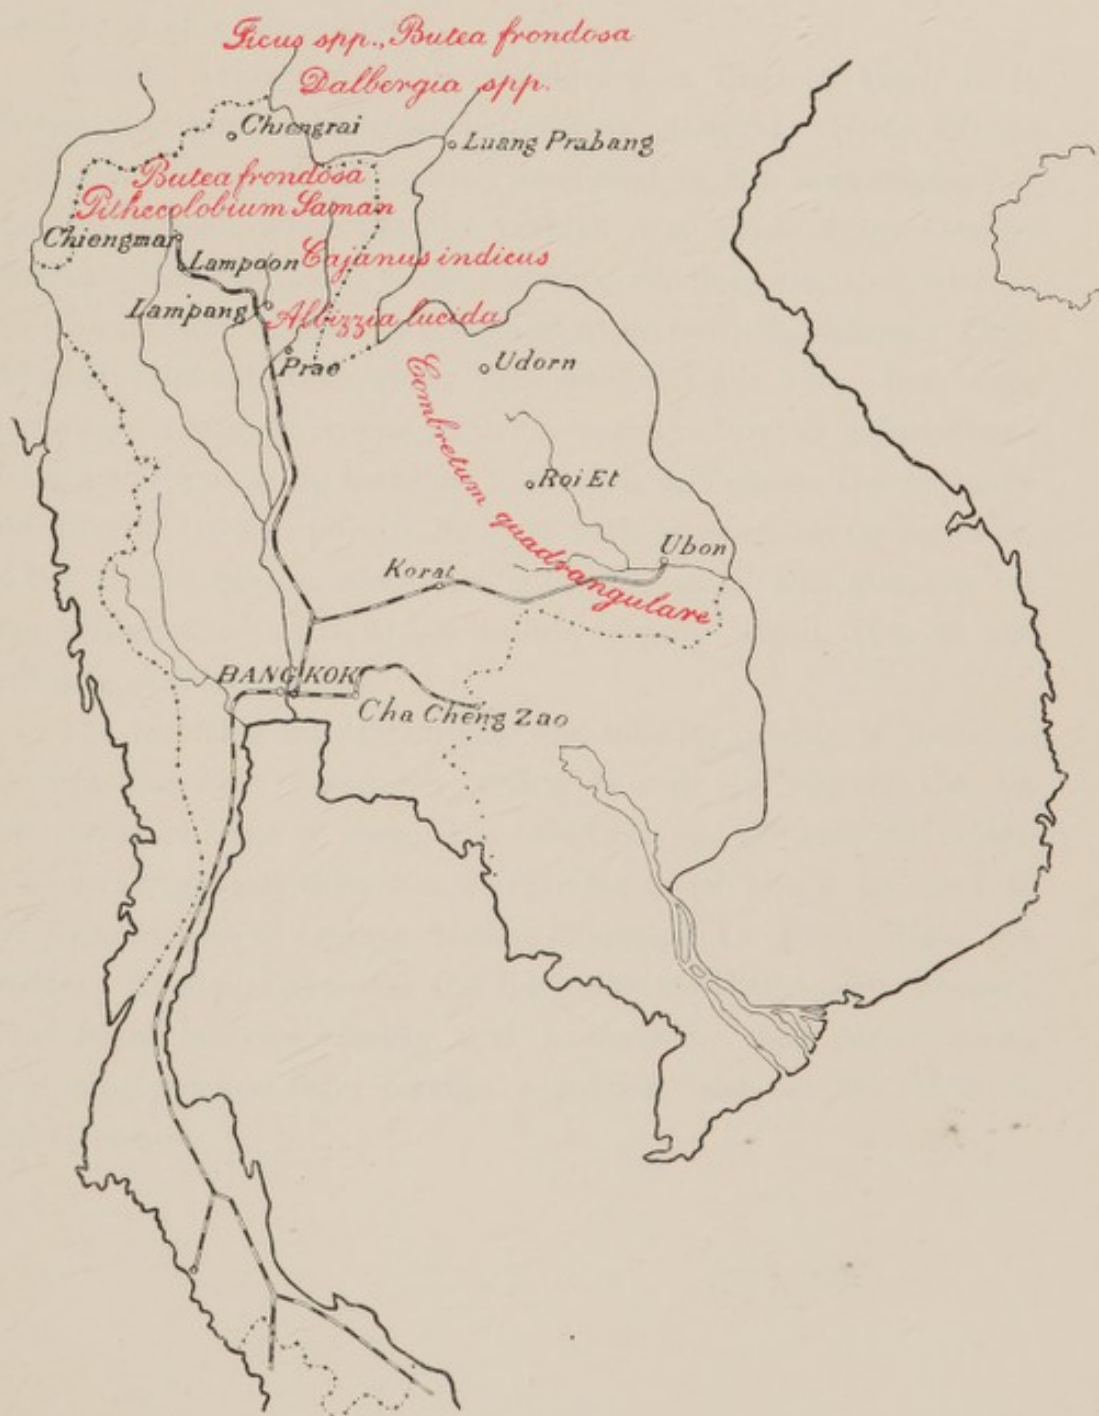 Ficus spp., Butea frondosa
Dalbergia spp.
Chiengrai
Luang Prabang
Butea frondosa
Pithecolobium Saman
Chiengmai
Lampoon
Cajanus indicus
Lampang
Albizzia lucida
Prae
Udorn
Combretum quadrangulare
Roi Et
Ubon
Korat
BANGKOK
Cha Cheng Zao